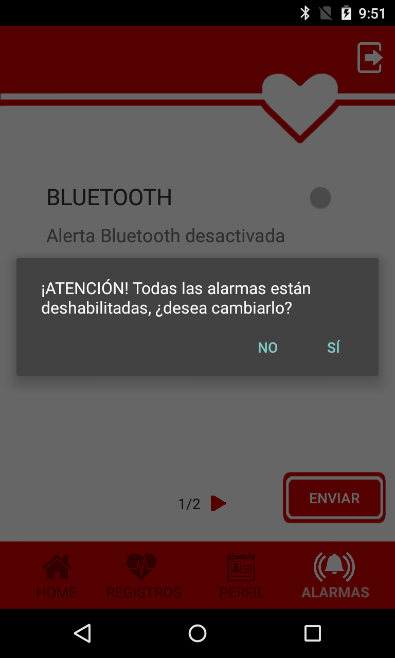 9:51
BLUETOOTH
Alerta Bluetooth desactivada
¡ATENCIÓN! Todas las alarmas están
deshabilitadas, ¿desea cambiarlo?
NO SÍ
1/2
ENVIAR
HOME REGISTROS PERFIL ALARMAS